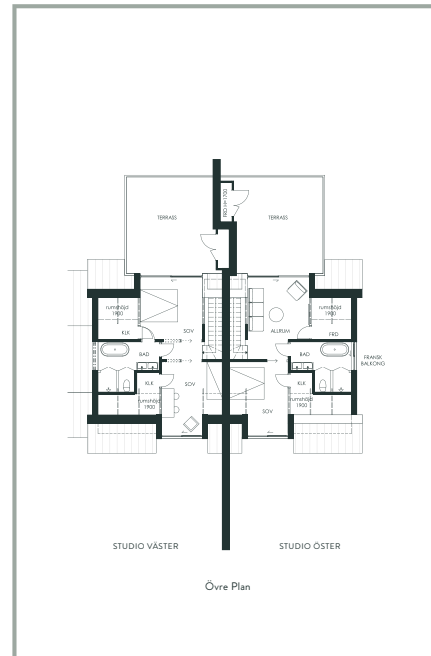 TERRASS
FRD H=1700
TERRASS
rumshöjd
1900
KLK
SOV
ALLRUM
rumshöjd
1900
FRD
BAD
BAD
FRANSK
BALKONG
KLK
SOV
KLK
rumshöjd
1900
SOV
rumshöjd
1900
STUDIO VÄSTER
STUDIO ÖSTER
Övre Plan